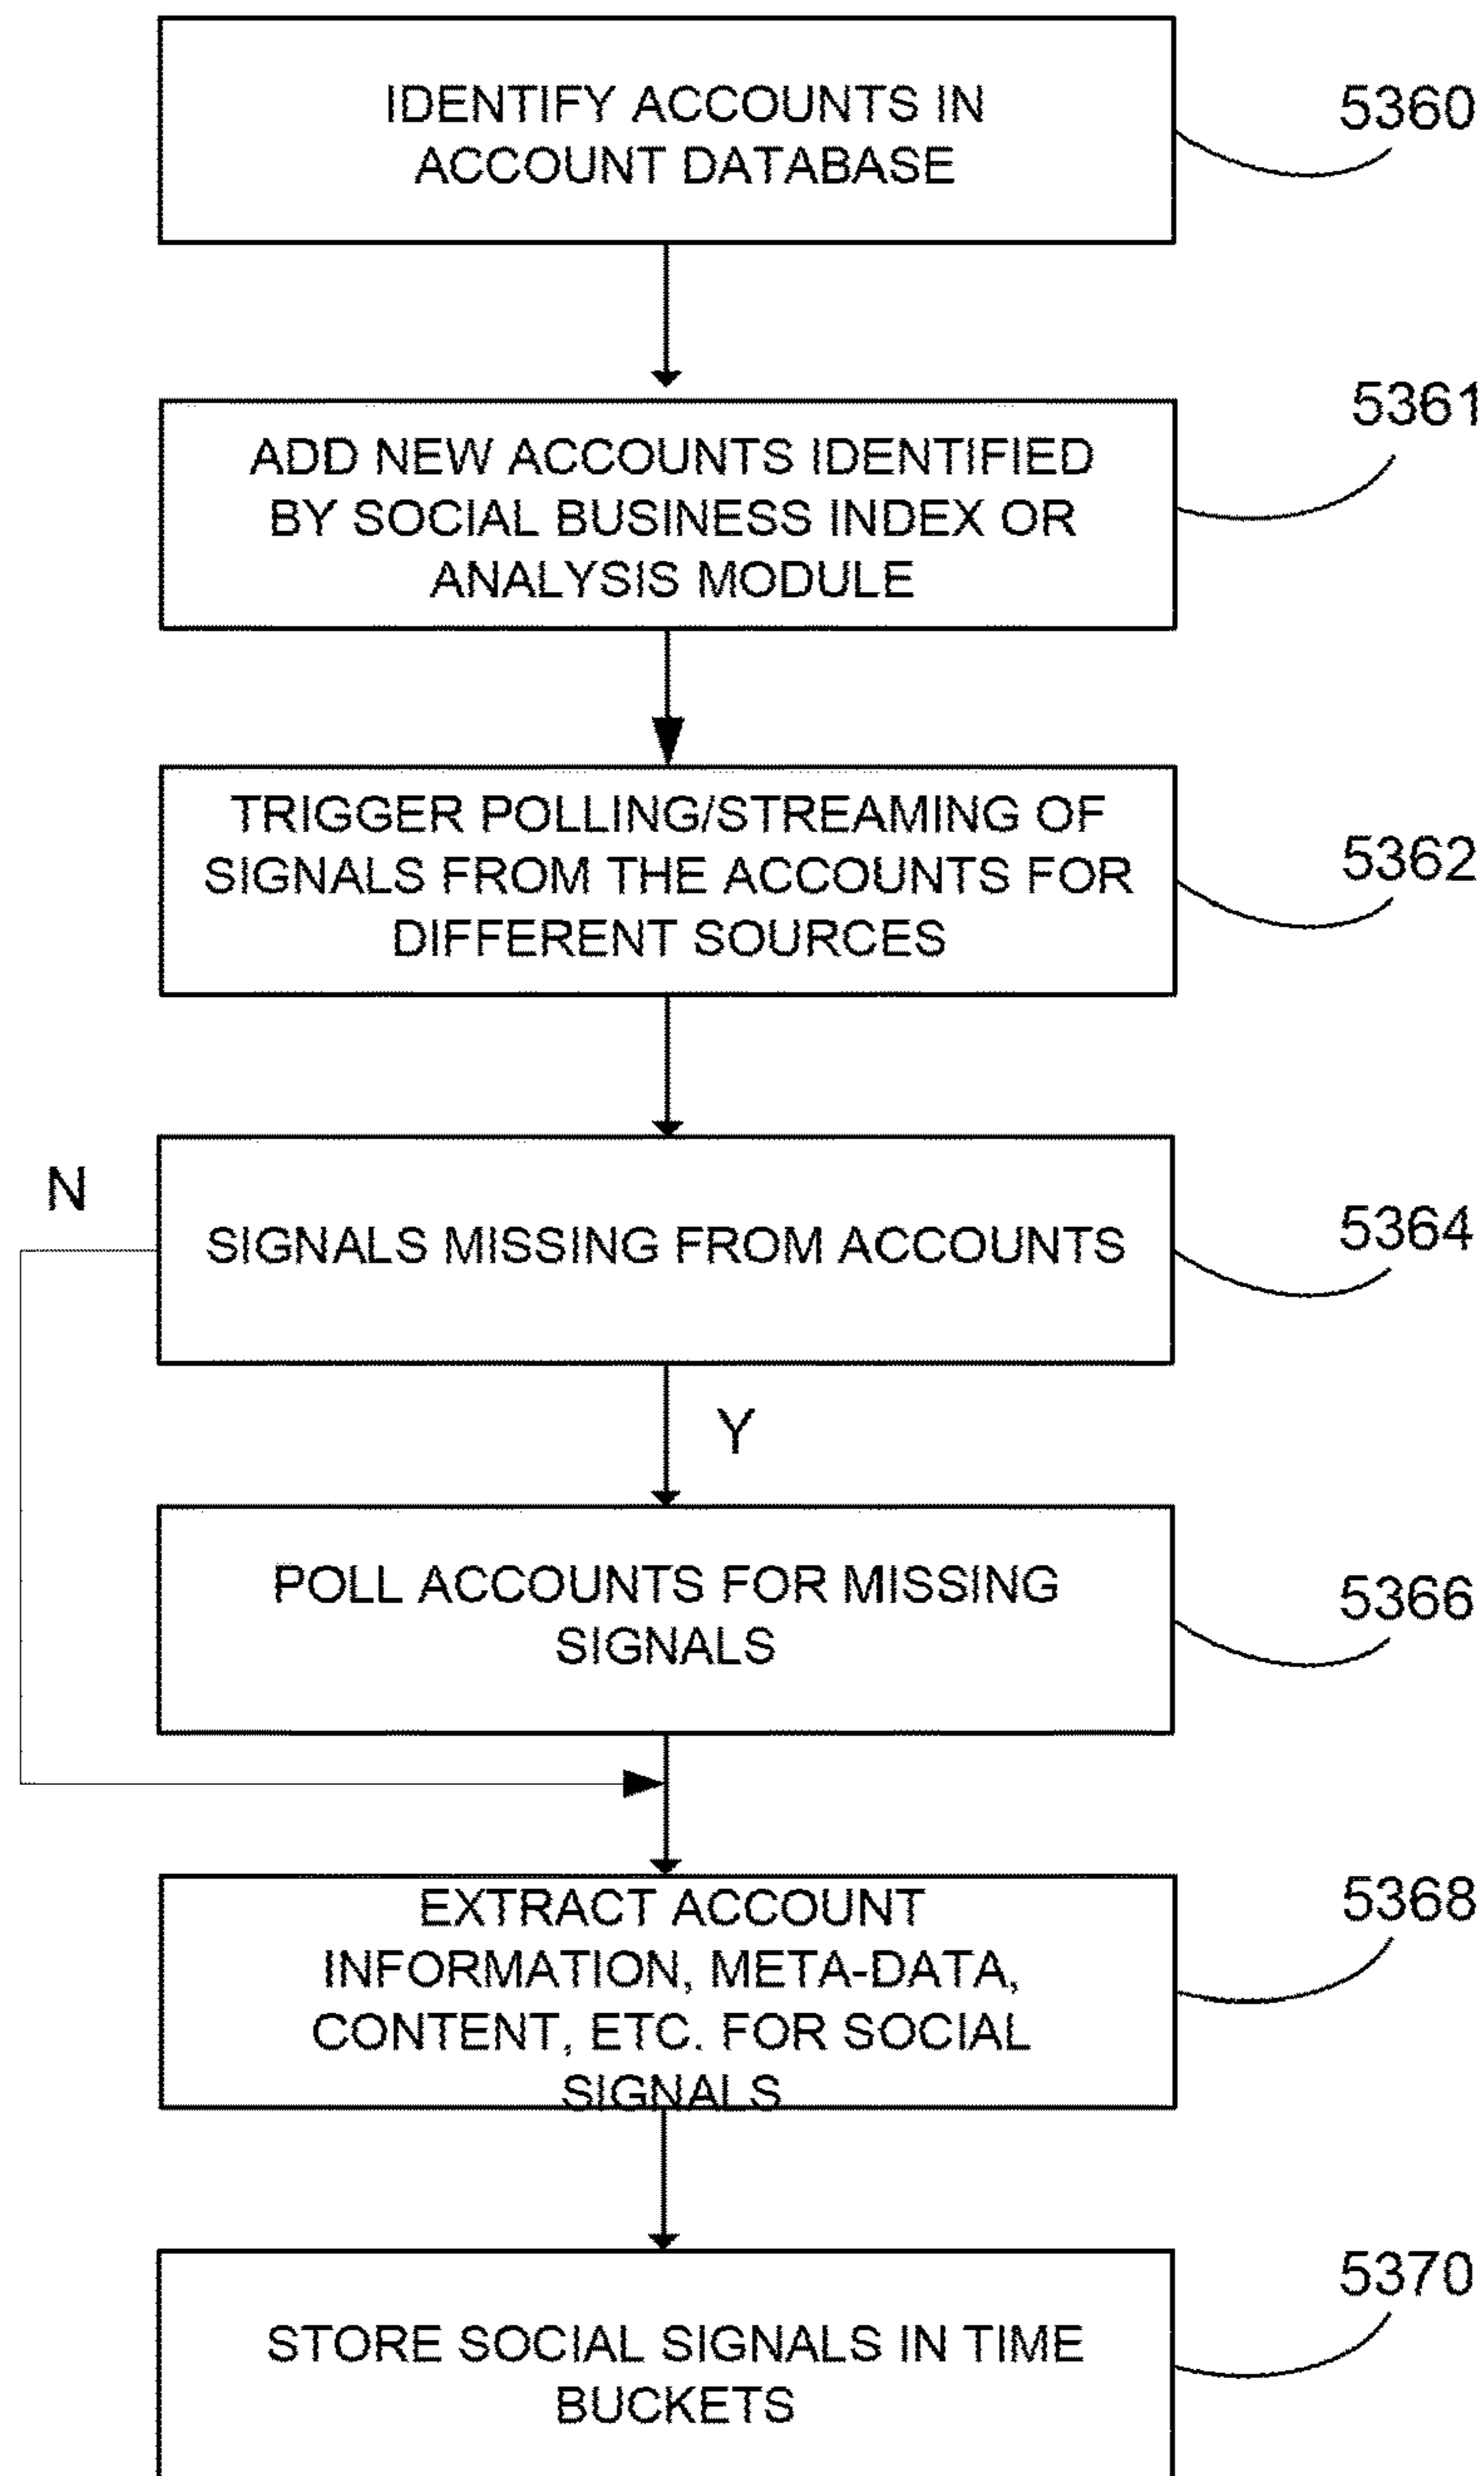 IDENTIFY ACCOUNTS IN
ACCOUNT DATABASE
5360
ADD NEW ACCOUNTS IDENTIFIED
BY SOCIAL BUSINESS INDEX OR
ANALYSIS MODULE
5361
TRIGGER POLLING/STREAMING OF
SIGNALS FROM THE ACCOUNTS FOR
DIFFERENT SOURCES
5362
N
SIGNALS MISSING FROM ACCOUNTS
5364
Y
POLL ACCOUNTS FOR MISSING
SIGNALS
5366
EXTRACT ACCOUNT
INFORMATION, META-DATA,
CONTENT, ETC. FOR SOCIAL
SIGNALS
5368
STORE SOCIAL SIGNALS IN TIME
BUCKETS
5370